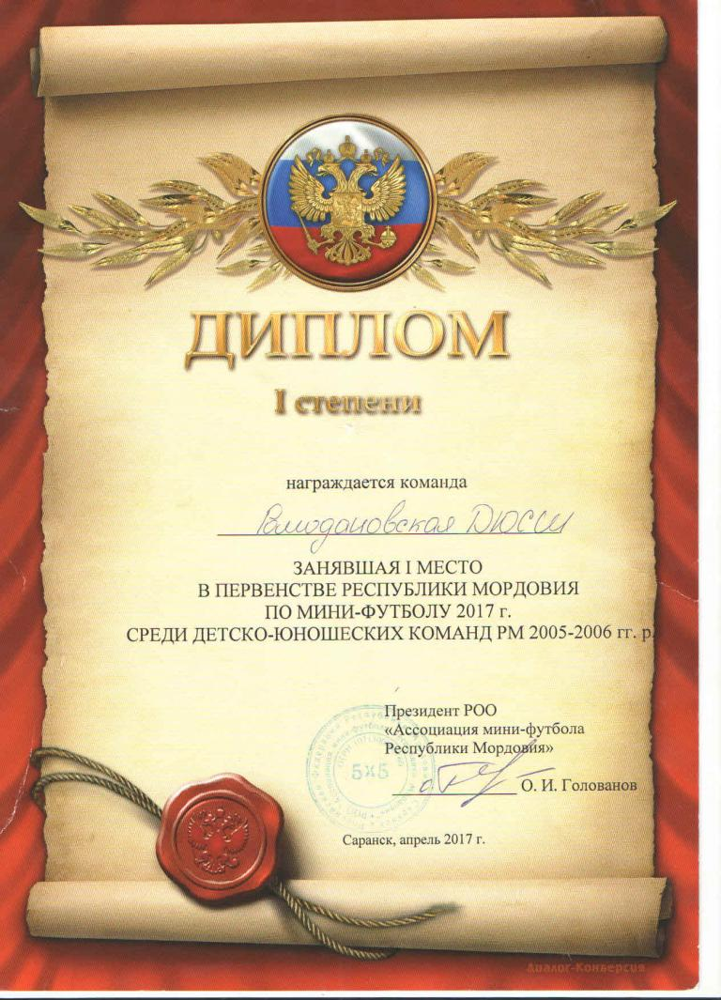 ДИПЛОМ
I степени
награждается команда
Ромодановская ДЮСШ
ЗАНЯВШАЯ I МЕСТО
В ПЕРВЕНСТВЕ РЕСПУБЛИКИ МОРДОВИЯ
ПО МИНИ-ФУТБОЛУ 2017 г.
СРЕДИ ДЕТСКО-ЮНОШЕСКИХ КОМАНД РМ 2005-2006 гг. р.
Президент РОО
«Ассоциация мини-футбола
Республики Мордовия»
5x5
О. И. Голованов
Саранск, апрель 2017 г.
Диалог-Конверсия